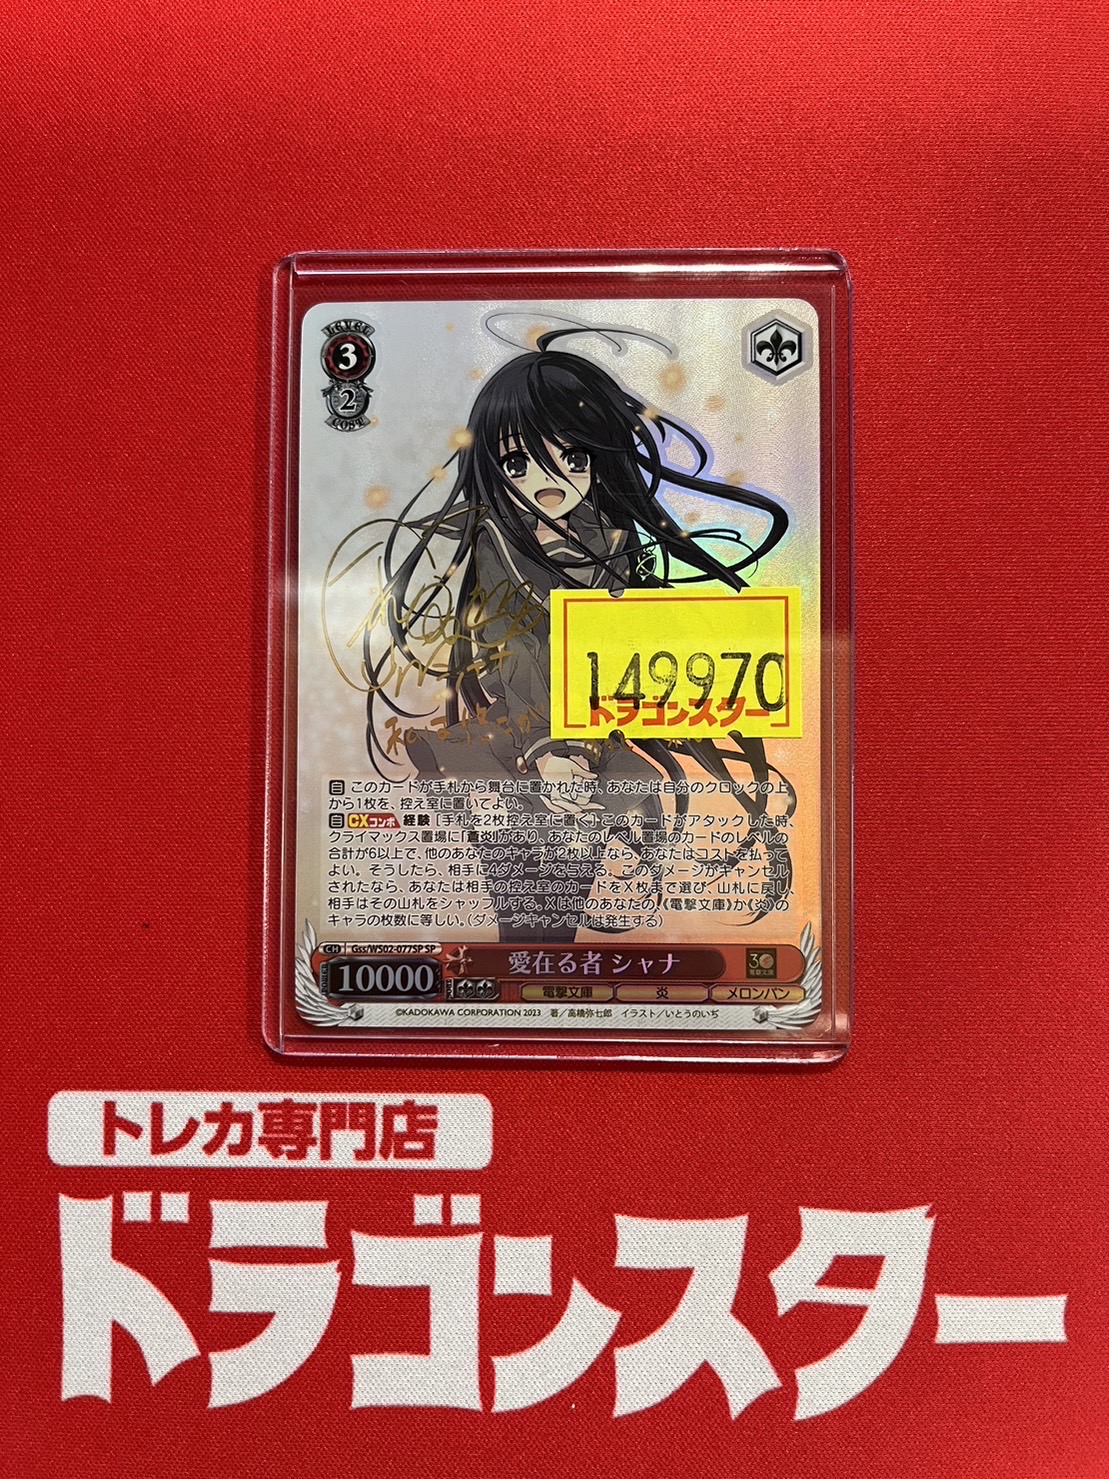 LEVEL
3
2
COST
149970
ドラゴンスター
自 このカードが手札から舞台に置かれた時、あなたは自分のクロックの上
から1枚を、控え室に置いてよい。
自 CXコンボ 経験 [手札を2枚控え室に置く] このカードがアタックした時、
クライマックス置場に「蒼炎」があり、あなたのレベル置場のカードのレベルの
合計が6以上で、他のあなたのキャラが2枚以上なら、あなたはコストを払って
よい。そうしたら、相手に4ダメージを与える。このダメージがキャンセル
されたなら、あなたは相手の控え室のカードをX枚まで選び、山札に戻し、
相手はその山札をシャッフルする。Xは他のあなたの、《電撃文庫》か《炎》の
キャラの枚数に等しい。(ダメージキャンセルは発生する)
CH Gss/WS02-077SP SP
POWER 10000
愛在る者 シャナ
30
電撃文庫
電撃文庫 炎 メロンパン
©KADOKAWA CORPORATION 2023 著/高橋弥七郎 イラスト/いとうのいぢ
トレカ専門店
ドラゴンスター